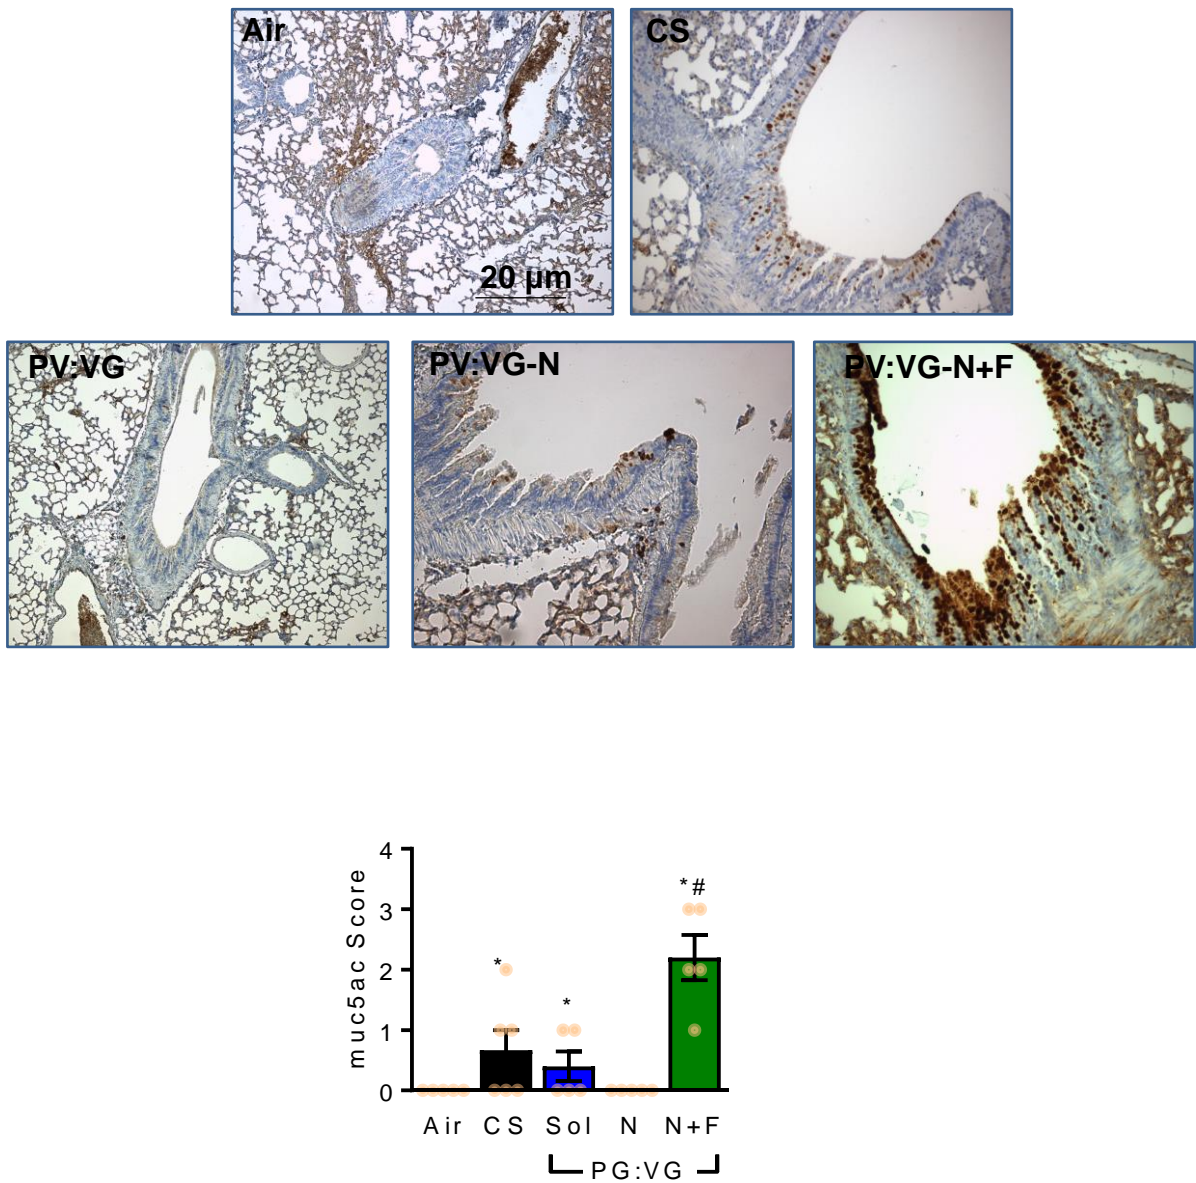 Air
CS
20 μm
PV:VG
PV:VG-N
PV:VG-N+F
muc5ac Score
4
3
2
1
0
*
*
*#
Air CS Sol N N+F
PG:VG